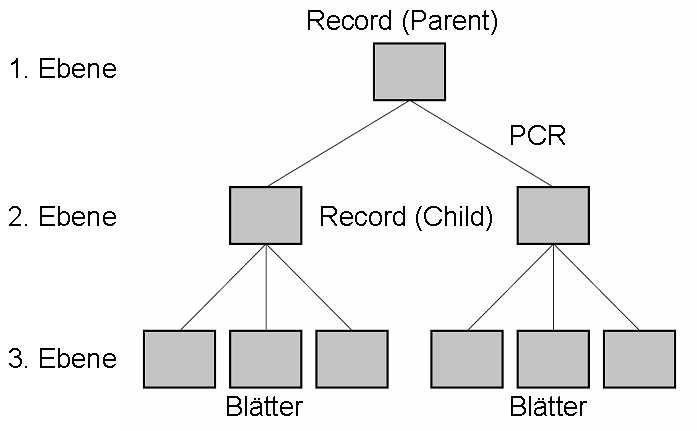 Record (Parent)
1. Ebene
PCR
2. Ebene
Record (Child)
3. Ebene
Blätter
Blätter